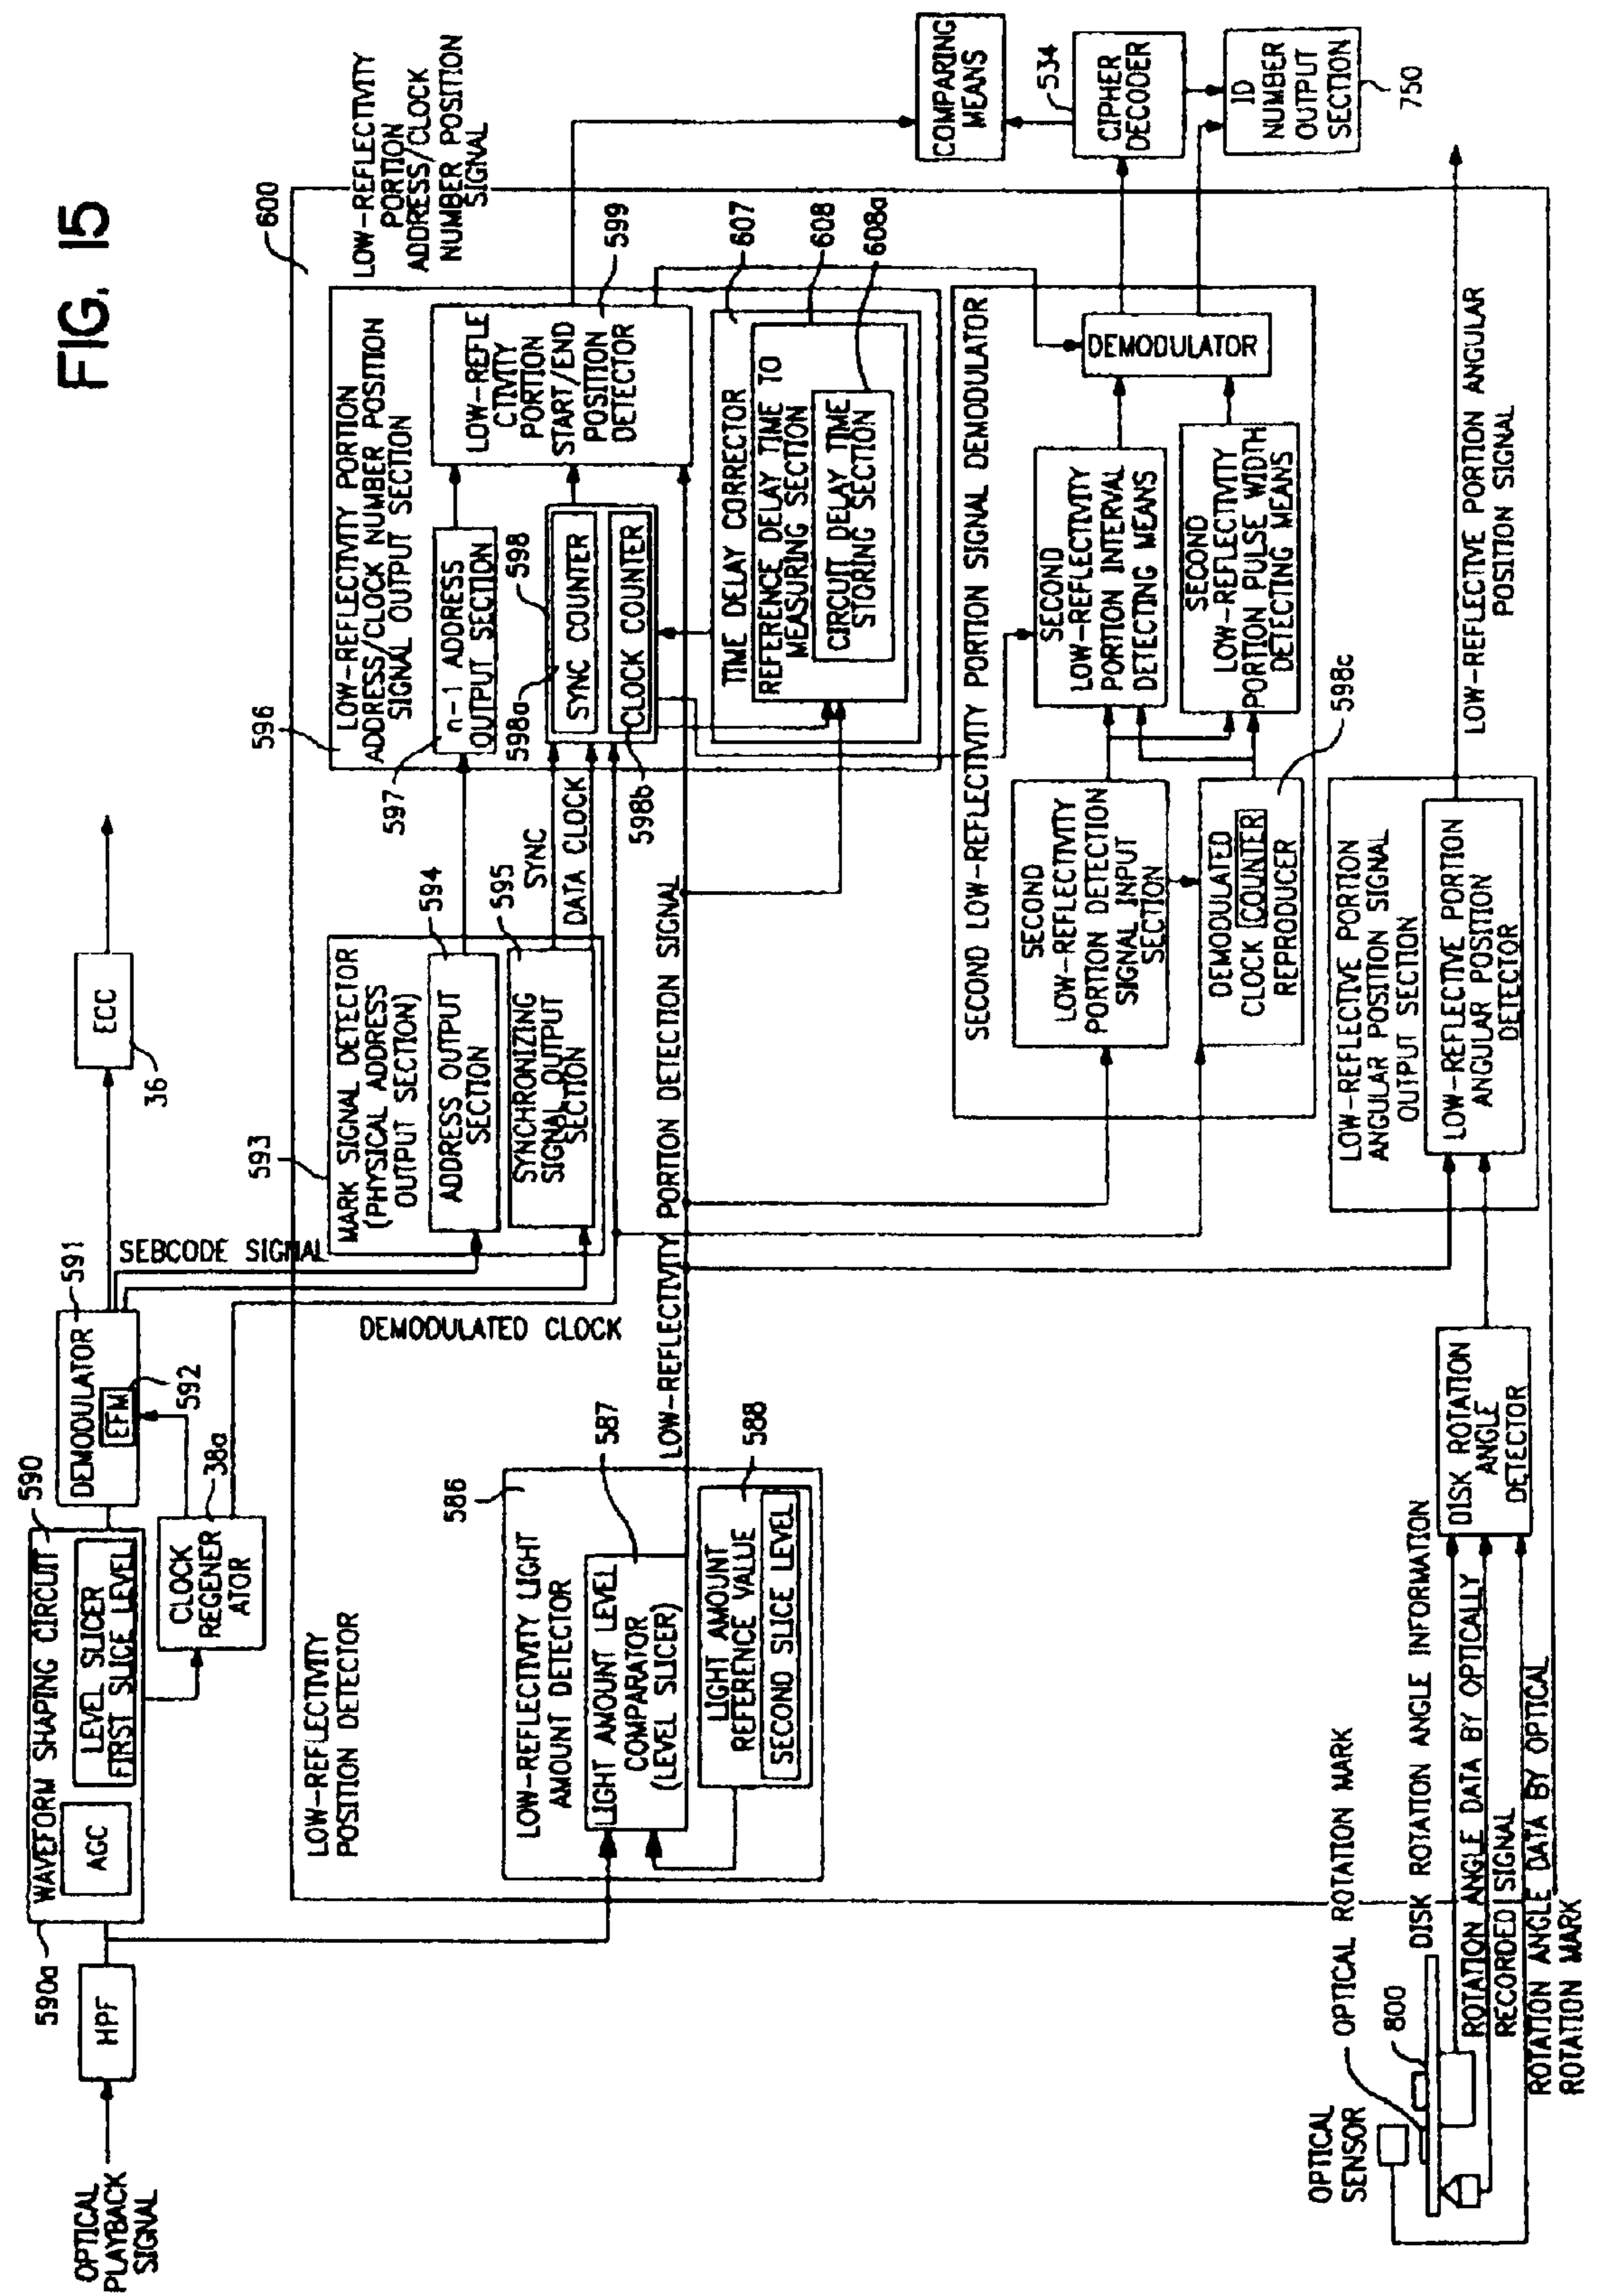 FIG. 15
OPTICAL
PLAYBACK
SIGNAL
HPF
590a
WAVEFORM SHAPING CIRCUIT
590
AGC
LEVEL SLICER
FIRST SLICE LEVEL
CLOCK
REGENER
ATOR
38a
DEMODULATOR
591
EFM
592
ECC
36
SEBCODE SIGNAL
DEMODULATED CLOCK
600
LOW-REFLECTIVITY
POSITION DETECTOR
586
LOW-REFLECTIVITY LIGHT
AMOUNT DETECTOR
LIGHT AMOUNT LEVEL
COMPARATOR
(LEVEL SLICER)
587
LIGHT AMOUNT
REFERENCE VALUE
SECOND SLICE LEVEL
588
LOW-REFLECTIVITY PORTION DETECTION SIGNAL
593
MARK SIGNAL DETECTOR
(PHYSICAL ADDRESS
OUTPUT SECTION)
ADDRESS OUTPUT
SECTION
594
SYNCHRONIZING
SIGNAL OUTPUT
SECTION
595
SYNC
DATA CLOCK
596
LOW-REFLECTIVITY PORTION
ADDRESS/CLOCK NUMBER POSITION
SIGNAL OUTPUT SECTION
597
n-1 ADDRESS
OUTPUT SECTION
598a
598
SYNC COUNTER
CLOCK COUNTER
598b
LOW-REFLE
CTIVITY
PORTION
START/END
POSITION
DETECTOR
599
LOW-REFLECTIVITY
PORTION
ADDRESS/CLOCK
NUMBER POSITION
SIGNAL
TIME DELAY CORRECTOR
607
REFERENCE DELAY TIME TO
MEASURING SECTION
608
CIRCUIT DELAY TIME
STORING SECTION
608a
SECOND LOW-REFLECTIVITY PORTION SIGNAL DEMODULATOR
SECOND
LOW-REFLECTIVITY
PORTION DETECTION
SIGNAL INPUT
SECTION
DEMODULATED
CLOCK COUNTER
REPRODUCER
598c
SECOND
LOW-REFLECTIVITY
PORTION INTERVAL
DETECTING MEANS
SECOND
LOW-REFLECTIVITY
PORTION PULSE WIDTH
DETECTING MEANS
DEMODULATOR
COMPARING
MEANS
534
CIPHER
DECODER
ID
NUMBER
OUTPUT
SECTION
750
LOW-REFLECTIVE PORTION
ANGULAR POSITION SIGNAL
OUTPUT SECTION
LOW-REFLECTIVE PORTION
ANGULAR POSITION
DETECTOR
LOW-REFLECTIVE PORTION ANGULAR
POSITION SIGNAL
DISK ROTATION
ANGLE
DETECTOR
OPTICAL
SENSOR
OPTICAL ROTATION MARK
800
DISK ROTATION ANGLE INFORMATION
ROTATION ANGLE DATA BY OPTICALLY
RECORDED SIGNAL
ROTATION ANGLE DATA BY OPTICAL
ROTATION MARK